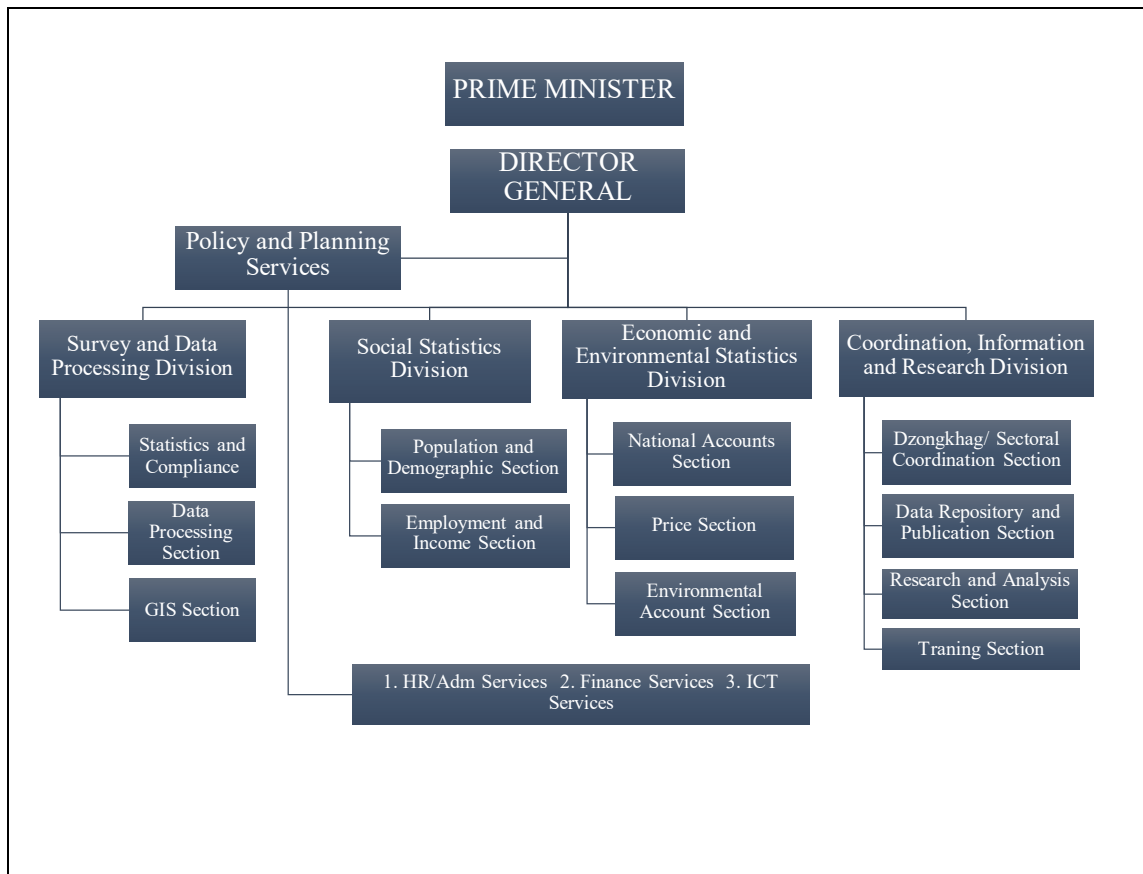 PRIME MINISTER
DIRECTOR
GENERAL
Policy and Planning
Services
Survey and Data
Processing Division
Statistics and
Compliance
Data
Processing
Section
GIS Section
Social Statistics
Division
Population and
Demographic Section
Employment and
Income Section
Economic and
Environmental Statistics
Division
National Accounts
Section
Price Section
Environmental
Account Section
Coordination, Information
and Research Division
Dzongkhag/ Sectoral
Coordination Section
Data Repository and
Publication Section
Research and Analysis
Section
Traning Section
1. HR/Adm Services 2. Finance Services 3. ICT
Services